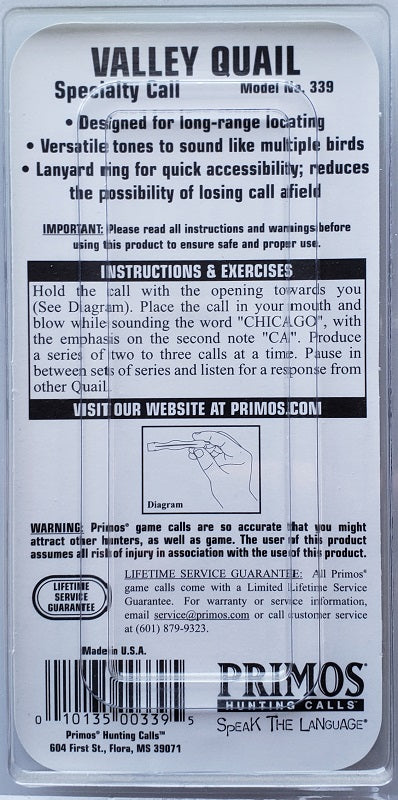 VALLEY QUAIL
Specialty Call Model No. 339
• Designed for long-range locating
• Versatile tones to sound like multiple birds
• Lanyard ring for quick accessibility; reduces
the possibility of losing call afield
IMPORTANT: Please read all instructions and warnings before
using this product to ensure safe and proper use.
INSTRUCTIONS & EXERCISES
Hold the call with the opening towards you
(See Diagram). Place the call in your mouth and
blow while sounding the word "CHICAGO", with
the emphasis on the second note "CA". Produce
a series of two to three calls at a time. Pause in
between sets of series and listen for a response from
other Quail.
VISIT OUR WEBSITE AT PRIMOS.COM
Diagram
WARNING: Primos® game calls are so accurate that you might
attract other hunters, as well as game. The user of this product
assumes all risk of injury in association with the use of this product.
LIFETIME
SERVICE
GUARANTEE
LIFETIME SERVICE GUARANTEE: All Primos®
game calls come with a Limited Lifetime Service
Guarantee. For warranty or service information,
email service@primos.com or call customer service
at (601) 879-9323.
Made in U.S.A.
0 10135 00339 5
Primos® Hunting Calls™
604 First St., Flora, MS 39071
PRIMOS®
HUNTING CALLS™
SPEAK THE LANGUAGE®